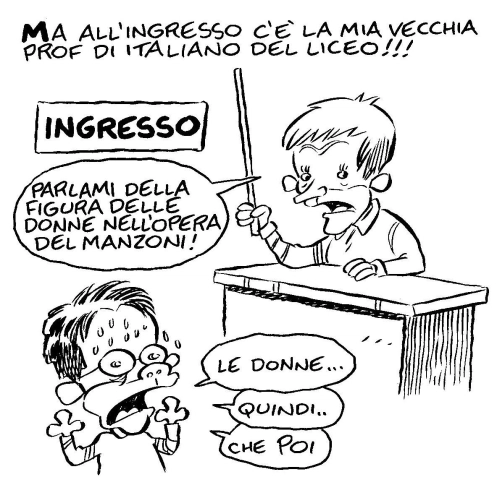 MA ALL'INGRESSO C'È LA MIA VECCHIA
PROF DI ITALIANO DEL LICEO!!!
INGRESSO
PARLAMI DELLA
FIGURA DELLE
DONNE NELL'OPERA
DEL MANZONI!
...
LE DONNE...
QUINDI..
CHE POI